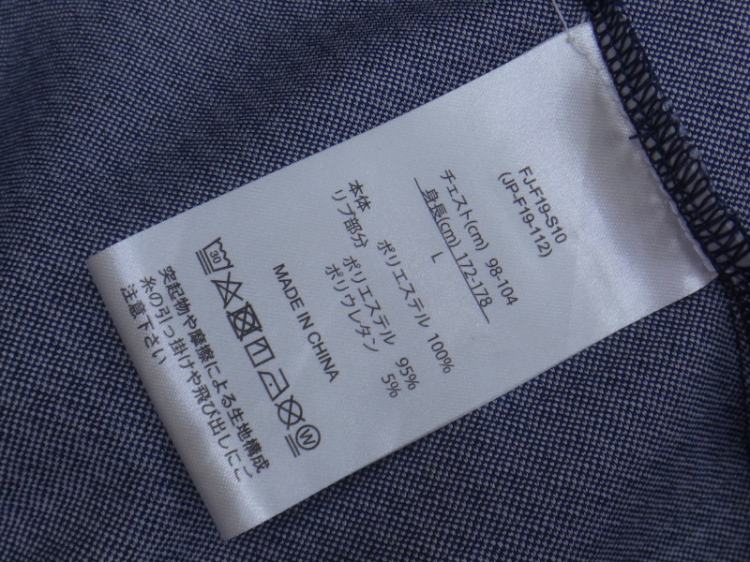 FJ-F19-S10
(JP-F19-112)
チェスト(cm) 98-104
身長(cm) 172-178
L
本体 ポリエステル 100%
リブ部分 ポリエステル 95%
ポリウレタン 5%
MADE IN CHINA
30
W
突起物や摩擦による生地構成
糸の引っ掛けや飛び出しにご
注意下さい